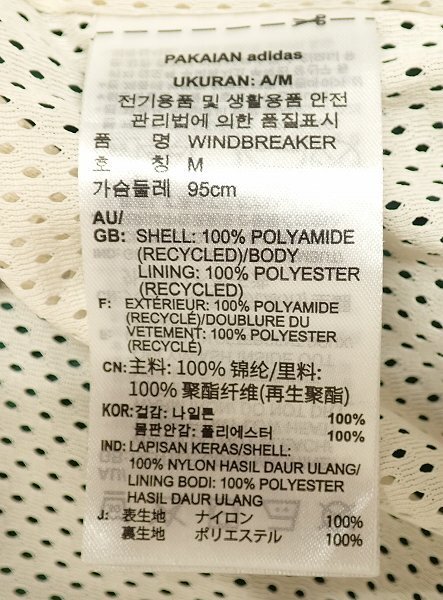 PAKAIAN adidas
UKURAN: A/M
전기용품 및 생활용품 안전
관리법에 의한 품질표시
품 명 WINDBREAKER
호 칭 M
가슴둘레 95cm
AU/
GB: SHELL: 100% POLYAMIDE
(RECYCLED)/BODY
LINING: 100% POLYESTER
(RECYCLED)
F: EXTÉRIEUR: 100% POLYAMIDE
(RECYCLÉ)/DOUBLURE DU
VETEMENT: 100% POLYESTER
(RECYCLÉ)
CN: 主料: 100% 锦纶/里料:
100% 聚酯纤维(再生聚酯)
KOR: 겉감: 나일론 100%
몸판안감: 폴리에스터 100%
IND: LAPISAN KERAS/SHELL:
100% NYLON HASIL DAUR ULANG/
LINING BODI: 100% POLYESTER
HASIL DAUR ULANG
J: 表生地 ナイロン 100%
裏生地 ポリエステル 100%